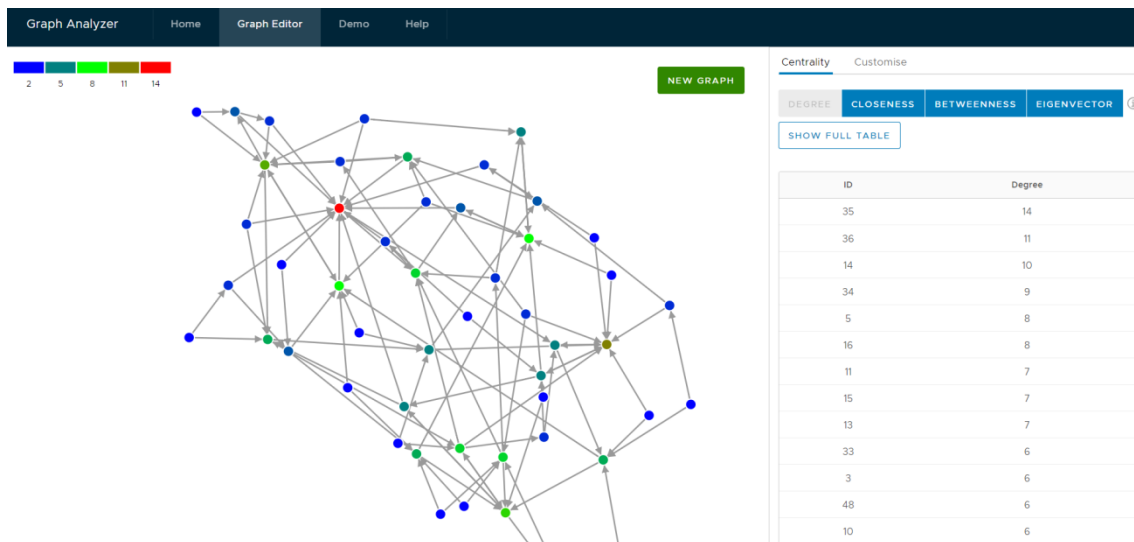 Graph Analyzer Home Graph Editor Demo Help
2 5 8 11 14
NEW GRAPH
Centrality Customise
DEGREE CLOSENESS BETWEENNESS EIGENVECTOR
SHOW FULL TABLE
ID Degree
35 14
36 11
14 10
34 9
5 8
16 8
11 7
15 7
13 7
33 6
3 6
48 6
10 6